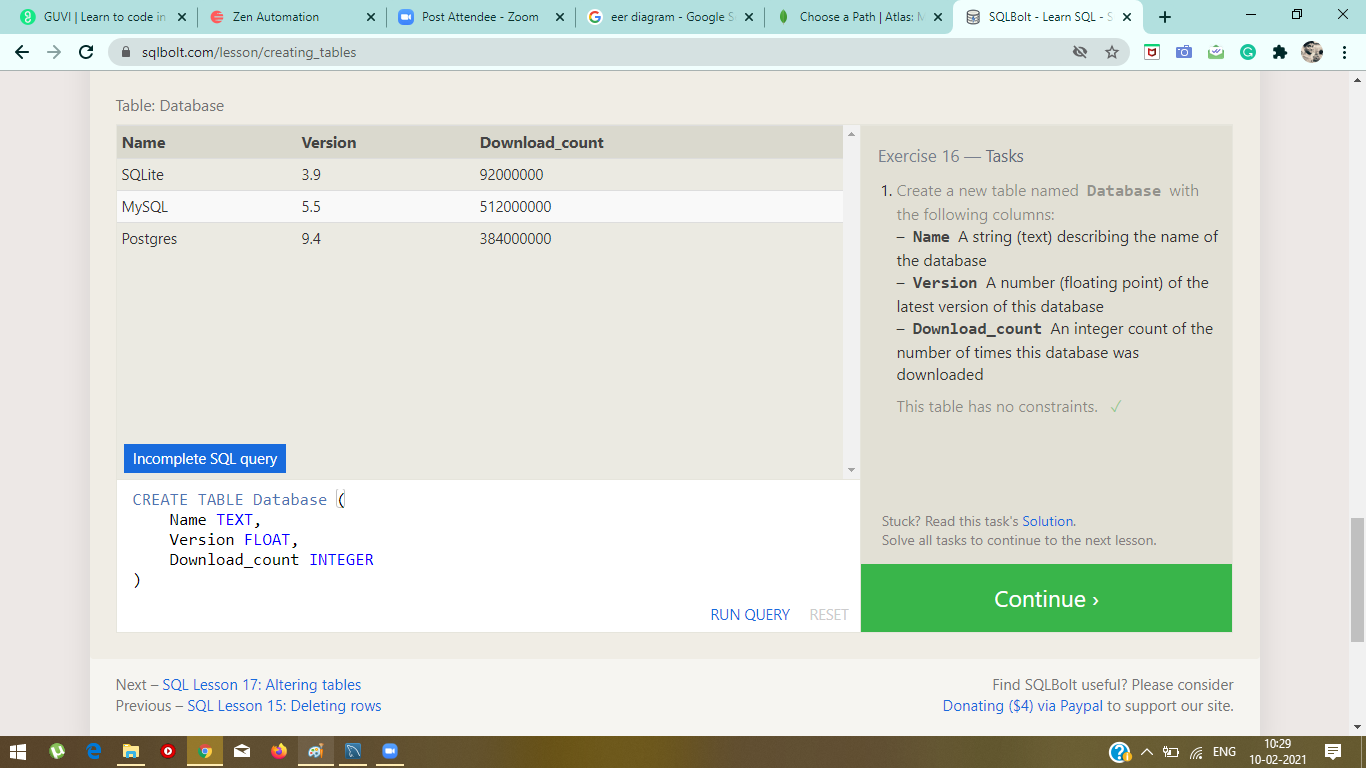 GUVI | Learn to code in
Zen Automation
Post Attendee - Zoom
eer diagram - Google S
Choose a Path | Atlas: M
SQLBolt - Learn SQL - S
sqlbolt.com/lesson/creating_tables
Table: Database
Name Version Download_count
SQLite 3.9 92000000
MySQL 5.5 512000000
Postgres 9.4 384000000
Incomplete SQL query
CREATE TABLE Database (
Name TEXT,
Version FLOAT,
Download_count INTEGER
)
RUN QUERY RESET
Exercise 16 — Tasks
1. Create a new table named Database with
the following columns:
– Name A string (text) describing the name of
the database
– Version A number (floating point) of the
latest version of this database
– Download_count An integer count of the
number of times this database was
downloaded
This table has no constraints. ✓
Stuck? Read this task's Solution.
Solve all tasks to continue to the next lesson.
Continue ›
Next – SQL Lesson 17: Altering tables
Previous – SQL Lesson 15: Deleting rows
Find SQLBolt useful? Please consider
Donating ($4) via Paypal to support our site.
ENG
10:29
10-02-2021